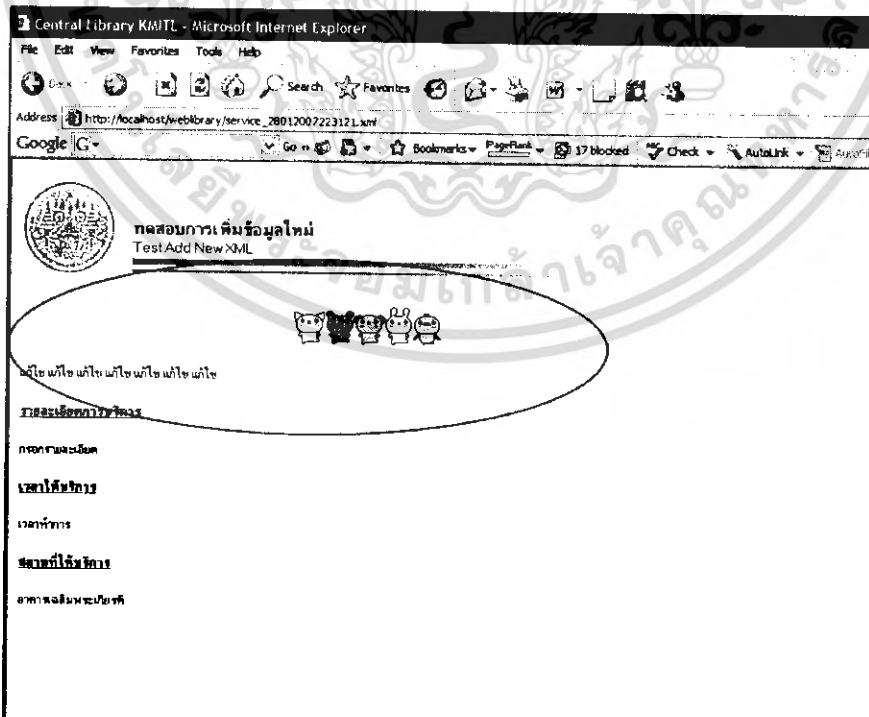 Central Library KMITL - Microsoft Internet Explorer
File Edit View Favorites Tools Help
Back Search Favorites
Address http://localhost/weblibrary/service_28012007223121.xml
Google G Go Bookmarks PageRank 17 blocked Check AutoLink AutoFill
ทดสอบการเพิ่มข้อมูลใหม่
Test Add New XML
แก้ไข แก้ไข แก้ไข แก้ไข แก้ไข แก้ไข แก้ไข
รายละเอียดการบริการ
กรอกรายละเอียด
เวลาให้บริการ
เวลาทำการ
สถานที่ให้บริการ
อาคารเฉลิมพระเกียรติ